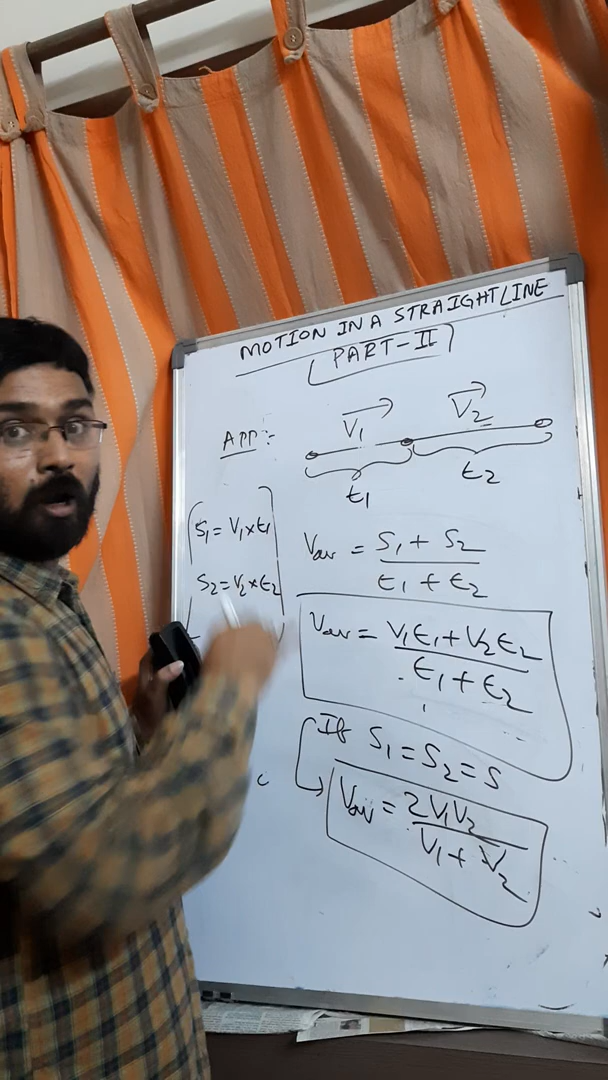 MOTION IN A STRAIGHT LINE
(PART-II)
APP:-
V₁ V₂
t₁ t₂
S₁ = V₁ × t₁
S₂ = V₂ × t₂
Vav = S₁ + S₂ / t₁ + t₂
Vav = V₁t₁ + V₂t₂ / t₁ + t₂
If S₁ = S₂ = S
Vav = 2V₁V₂ / V₁ + V₂